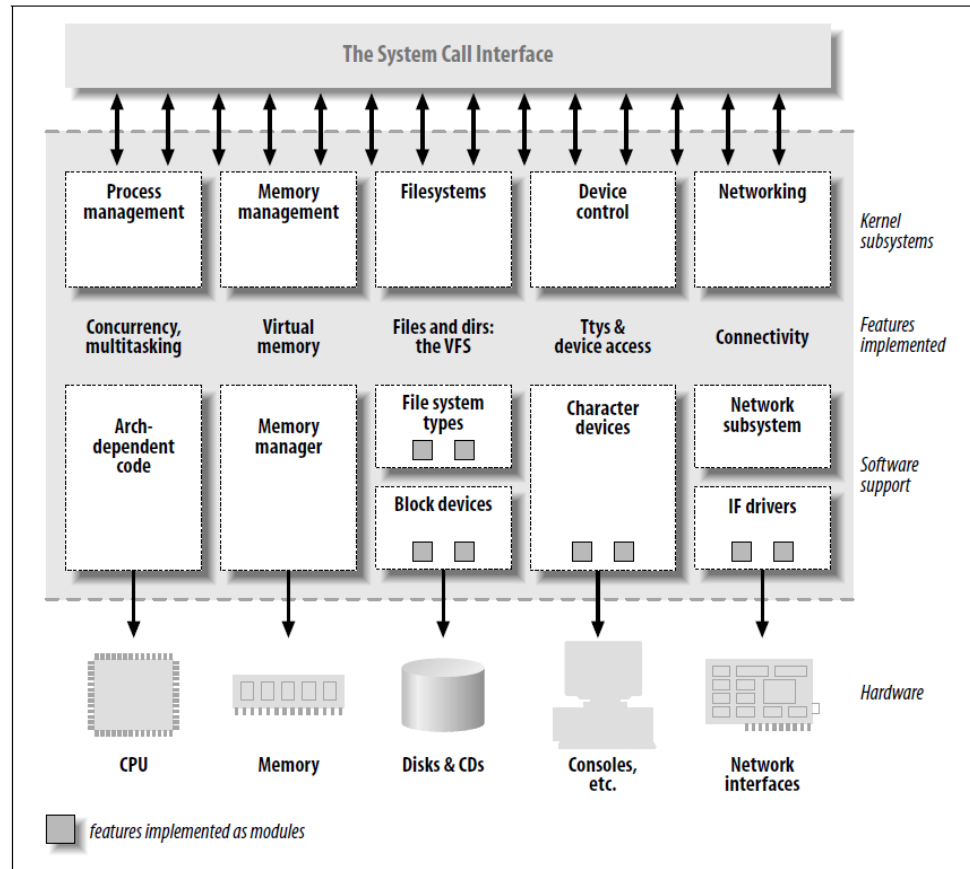 The System Call Interface
Process
management
Memory
management
Filesystems
Device
control
Networking
Kernel
subsystems
Concurrency,
multitasking
Virtual
memory
Files and dirs:
the VFS
Ttys &
device access
Connectivity
Features
implemented
Arch-
dependent
code
Memory
manager
File system
types
Block devices
Character
devices
Network
subsystem
IF drivers
Software
support
CPU
Memory
Disks & CDs
Consoles,
etc.
Network
interfaces
Hardware
features implemented as modules